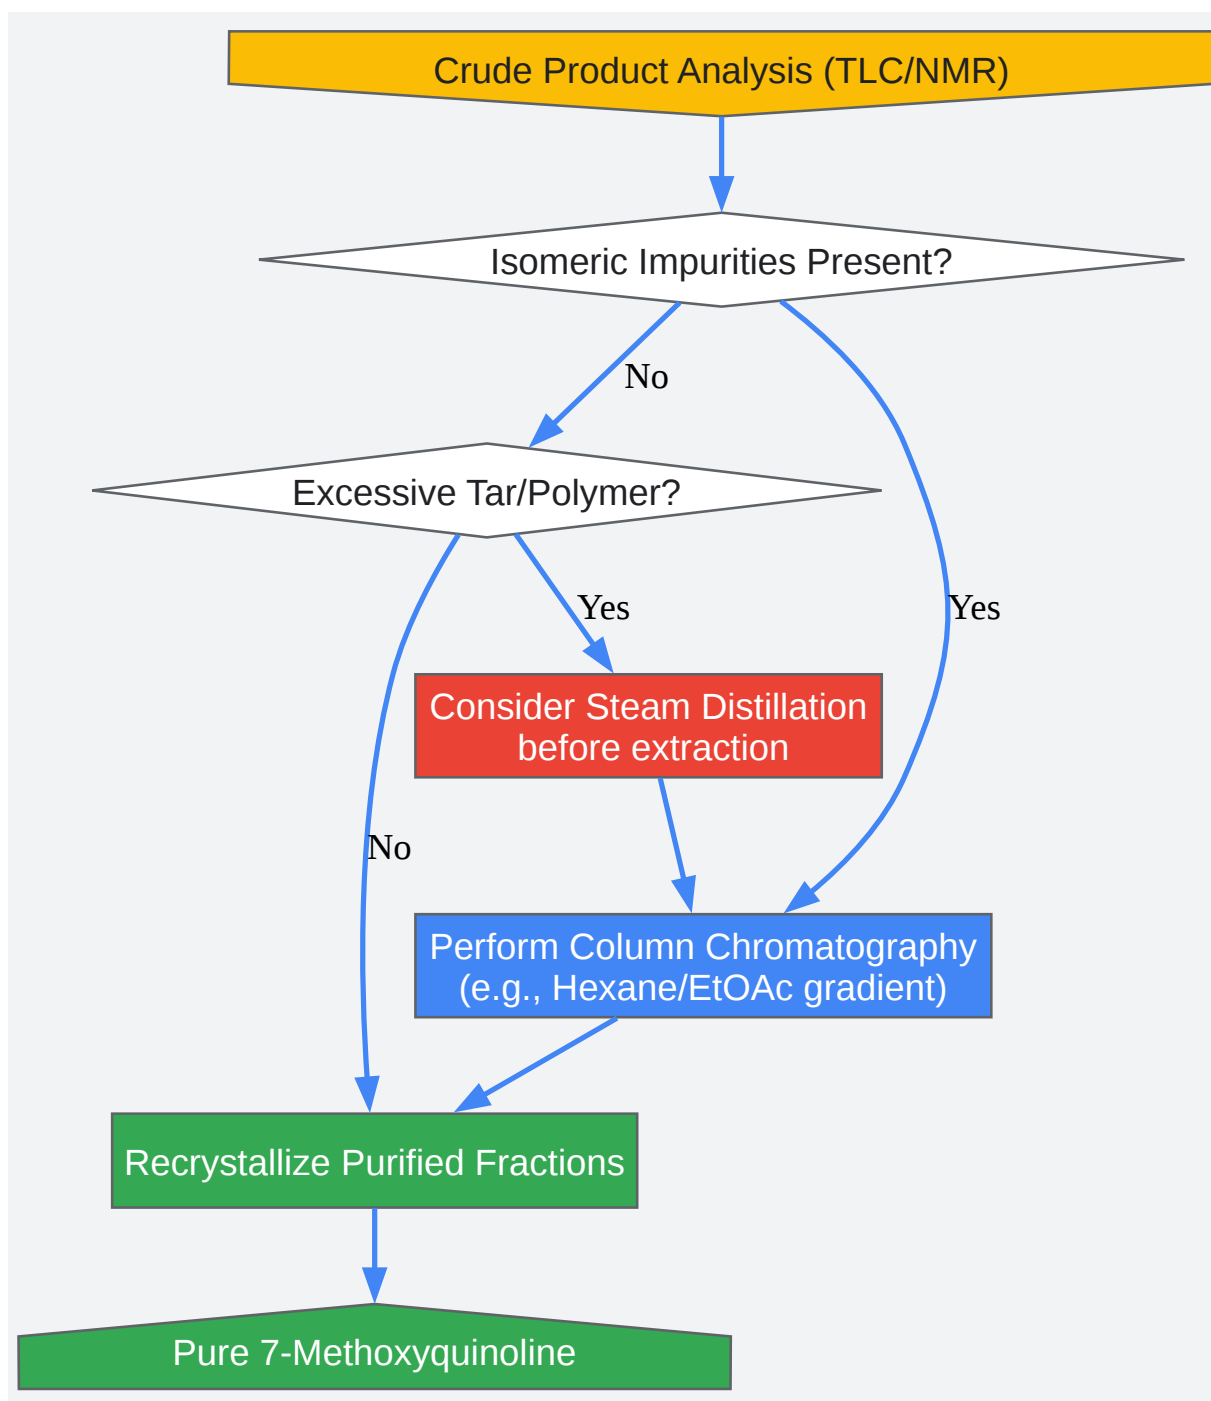 Crude Product Analysis (TLC/NMR)
Isomeric Impurities Present?
No
Excessive Tar/Polymer?
Yes
Yes
Consider Steam Distillation
before extraction
No
Perform Column Chromatography
(e.g., Hexane/EtOAc gradient)
Recrystallize Purified Fractions
Pure 7-Methoxyquinoline